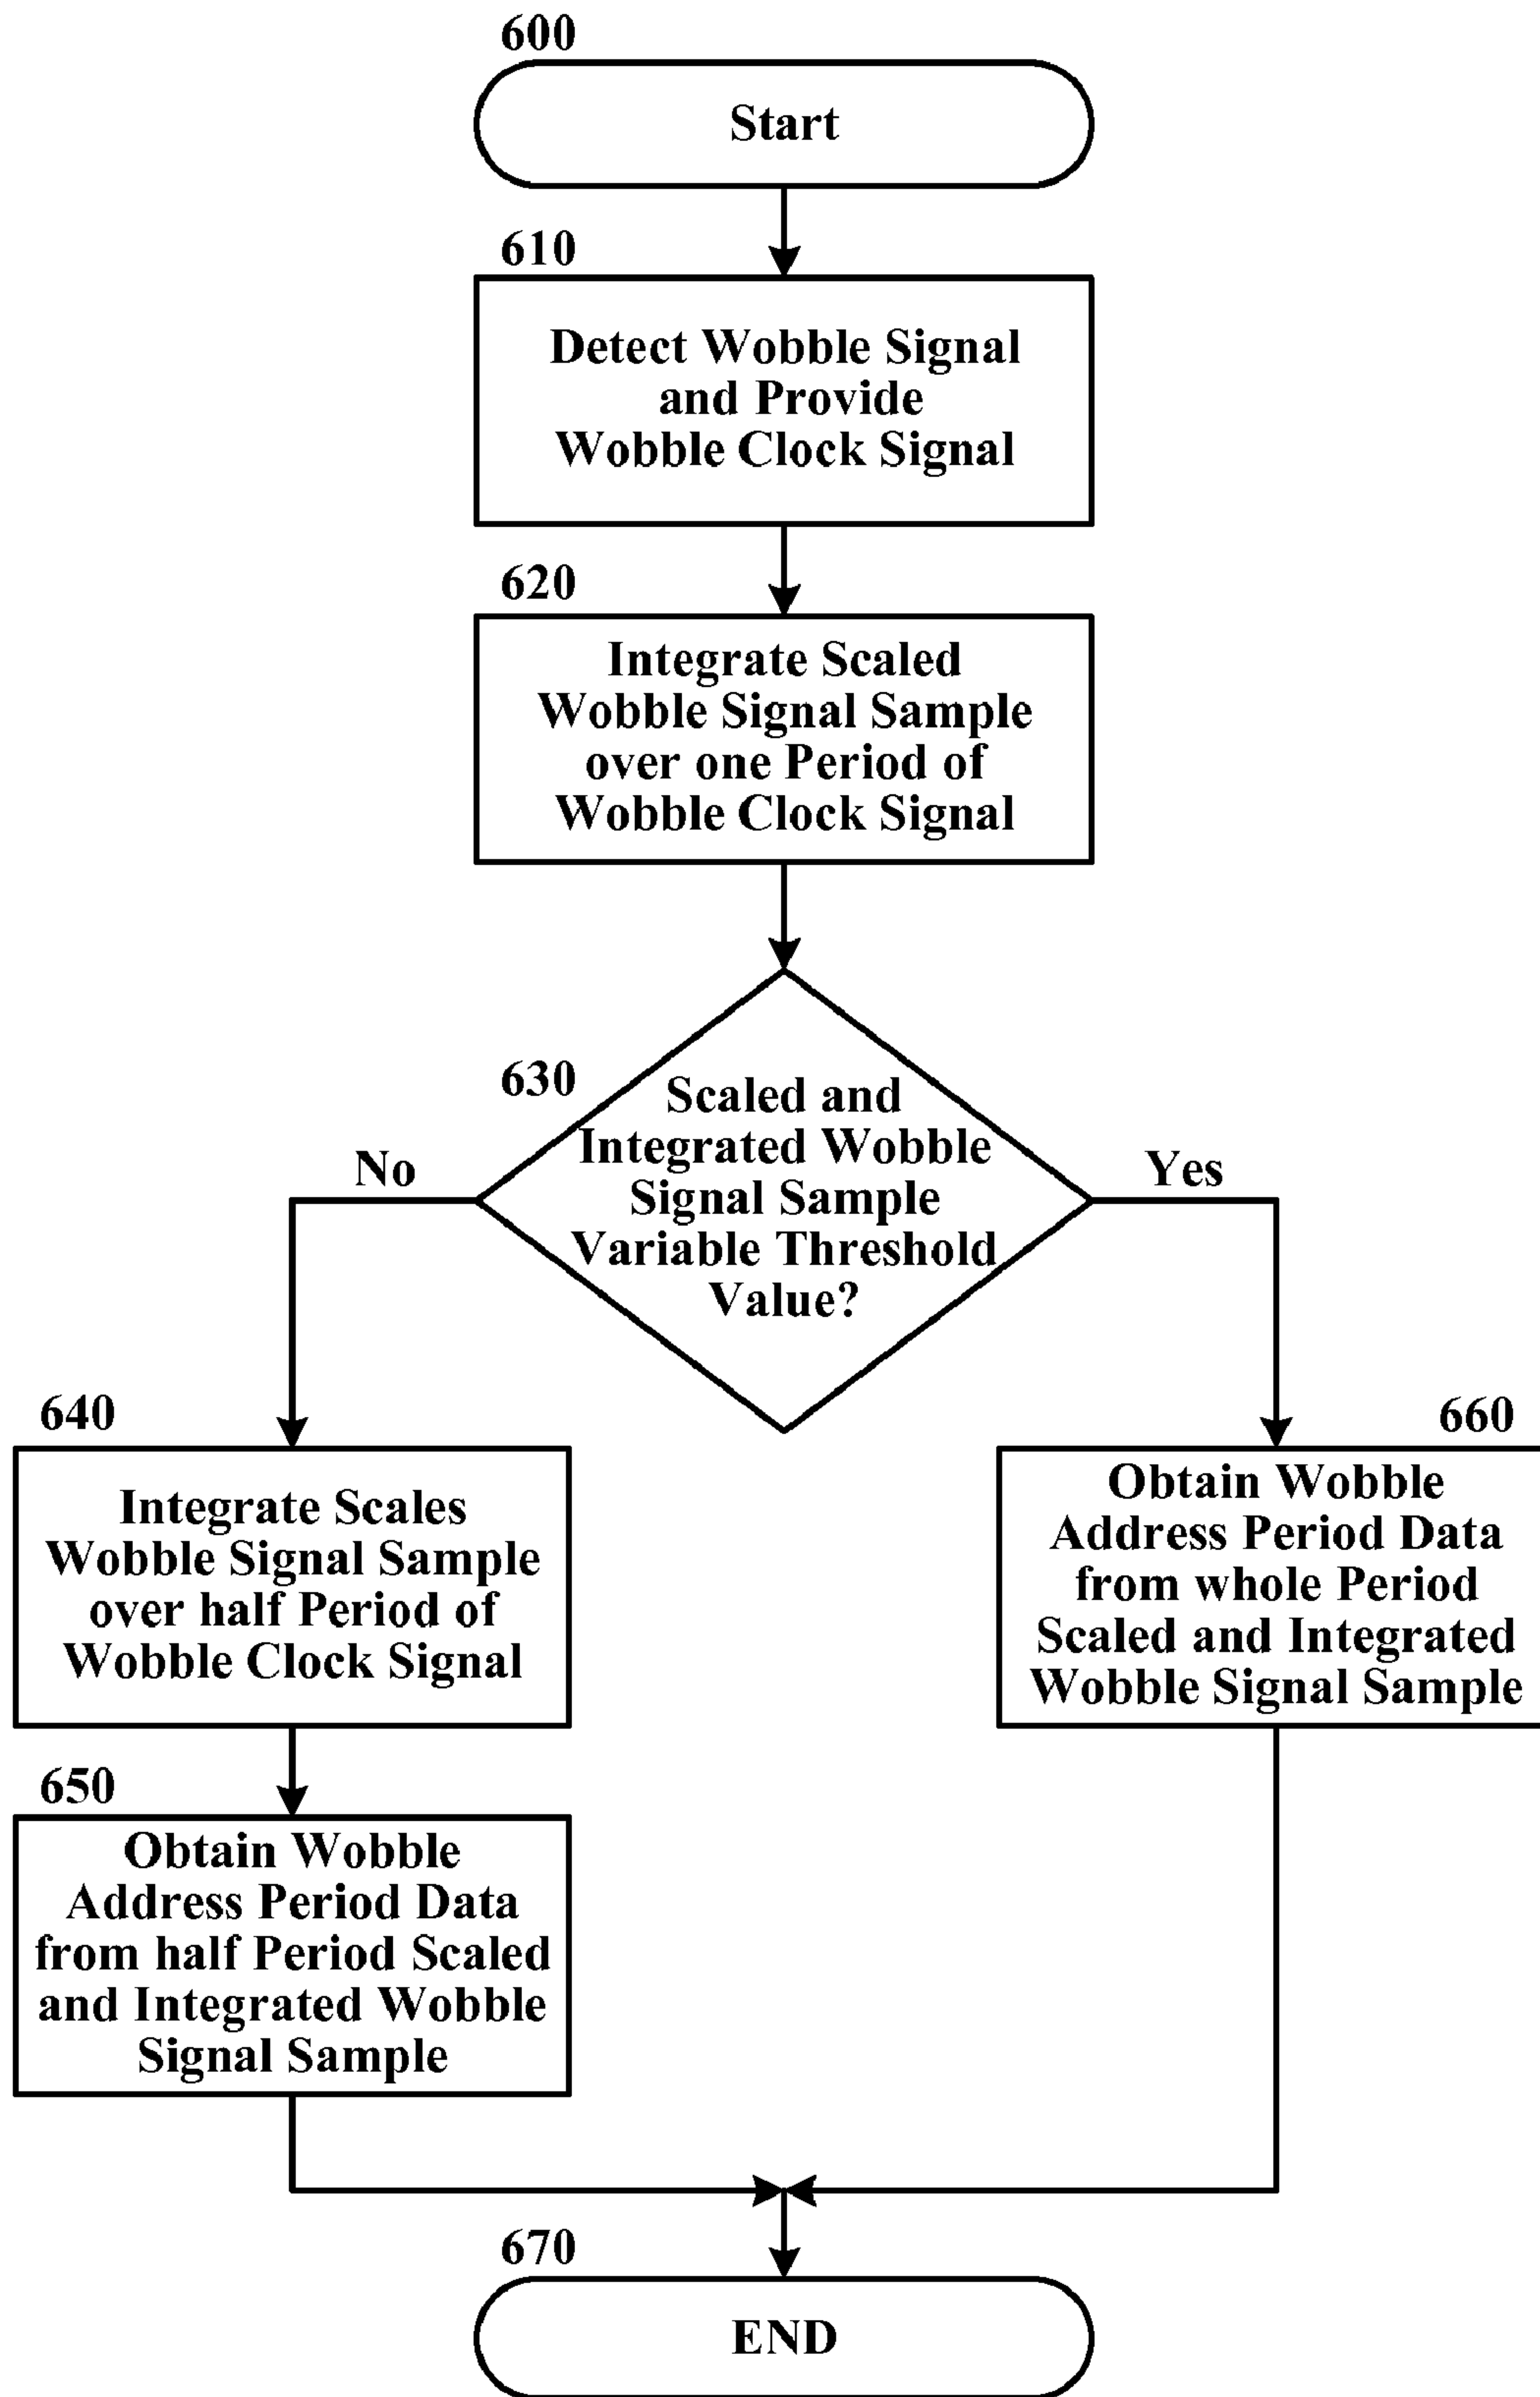 600
Start
610
Detect Wobble Signal
and Provide
Wobble Clock Signal
620
Integrate Scaled
Wobble Signal Sample
over one Period of
Wobble Clock Signal
630
Scaled and
Integrated Wobble
Signal Sample
Variable Threshold
Value?
No
Yes
640
Integrate Scales
Wobble Signal Sample
over half Period of
Wobble Clock Signal
660
Obtain Wobble
Address Period Data
from whole Period
Scaled and Integrated
Wobble Signal Sample
650
Obtain Wobble
Address Period Data
from half Period Scaled
and Integrated Wobble
Signal Sample
670
END